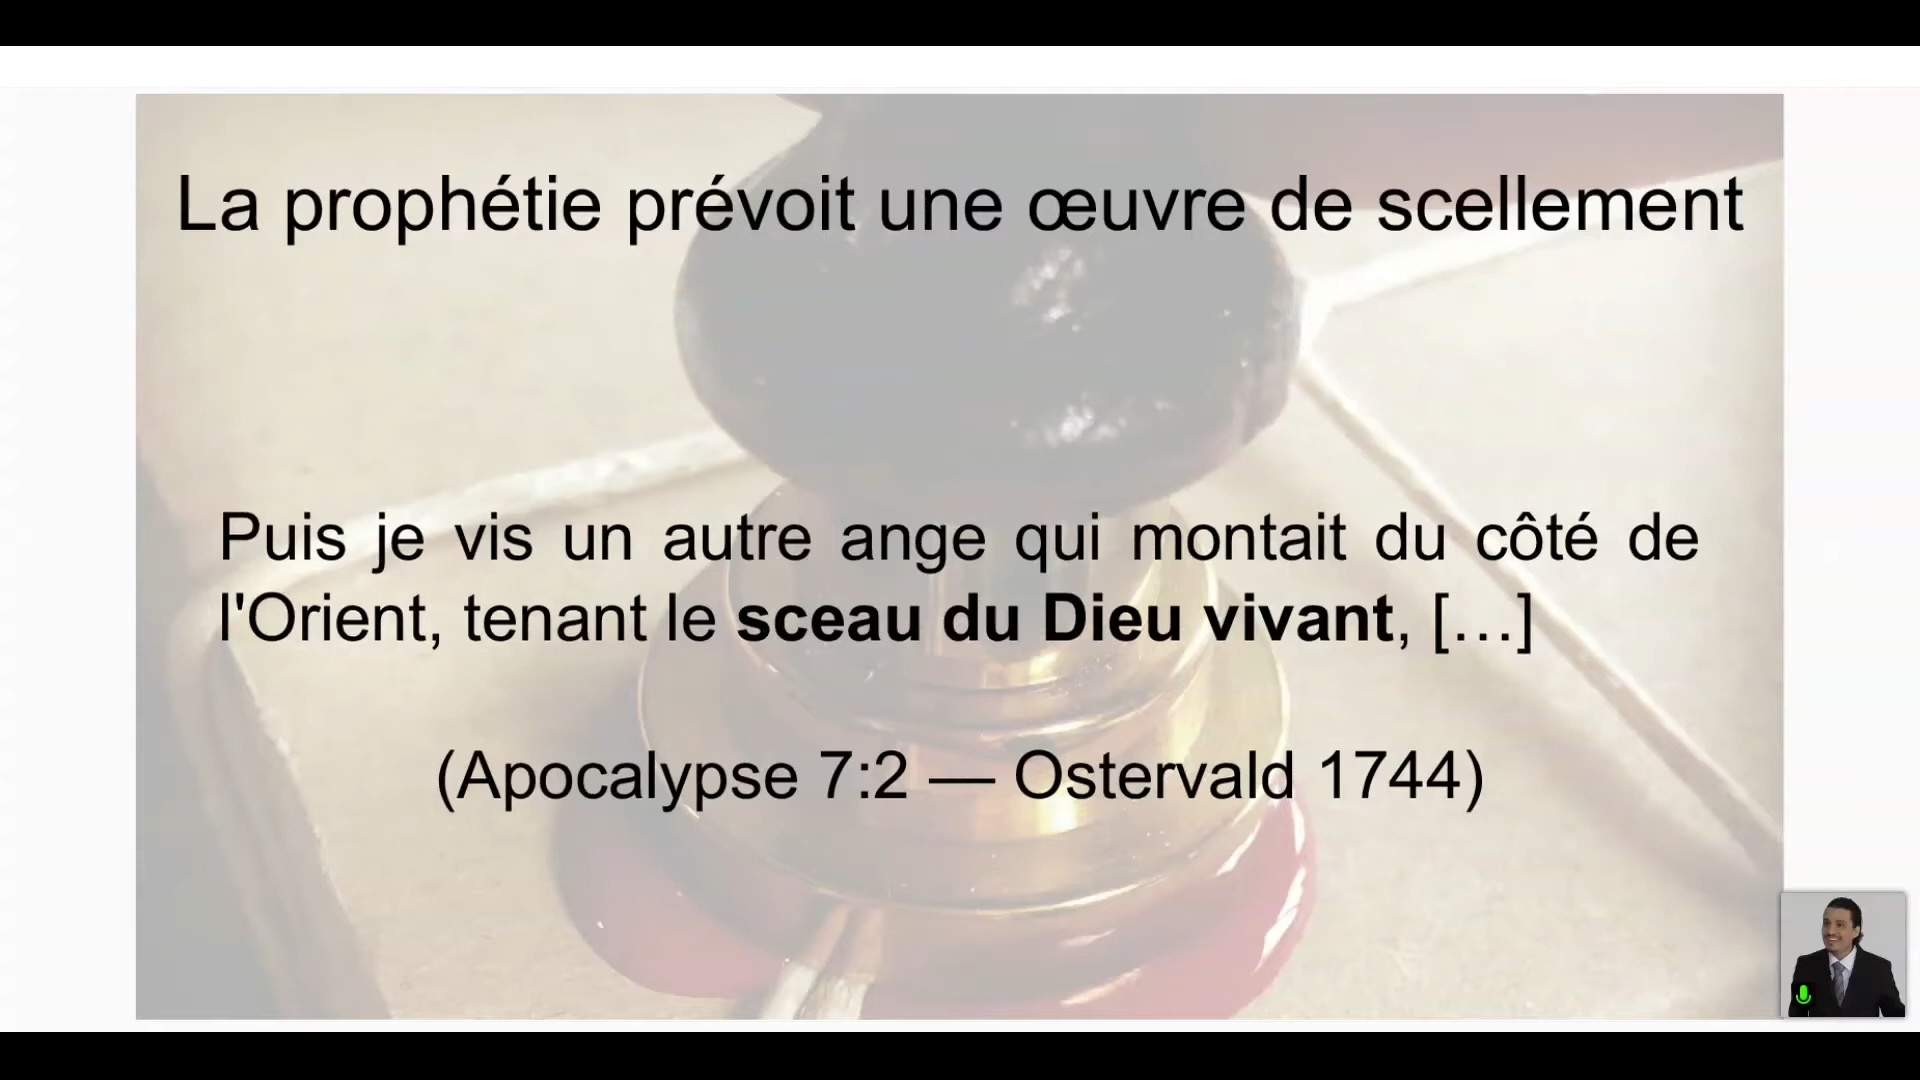 La prophétie prévoit une œuvre de scellement
Puis je vis un autre ange qui montait du côté de
l'Orient, tenant le sceau du Dieu vivant, […]
(Apocalypse 7:2 — Ostervald 1744)